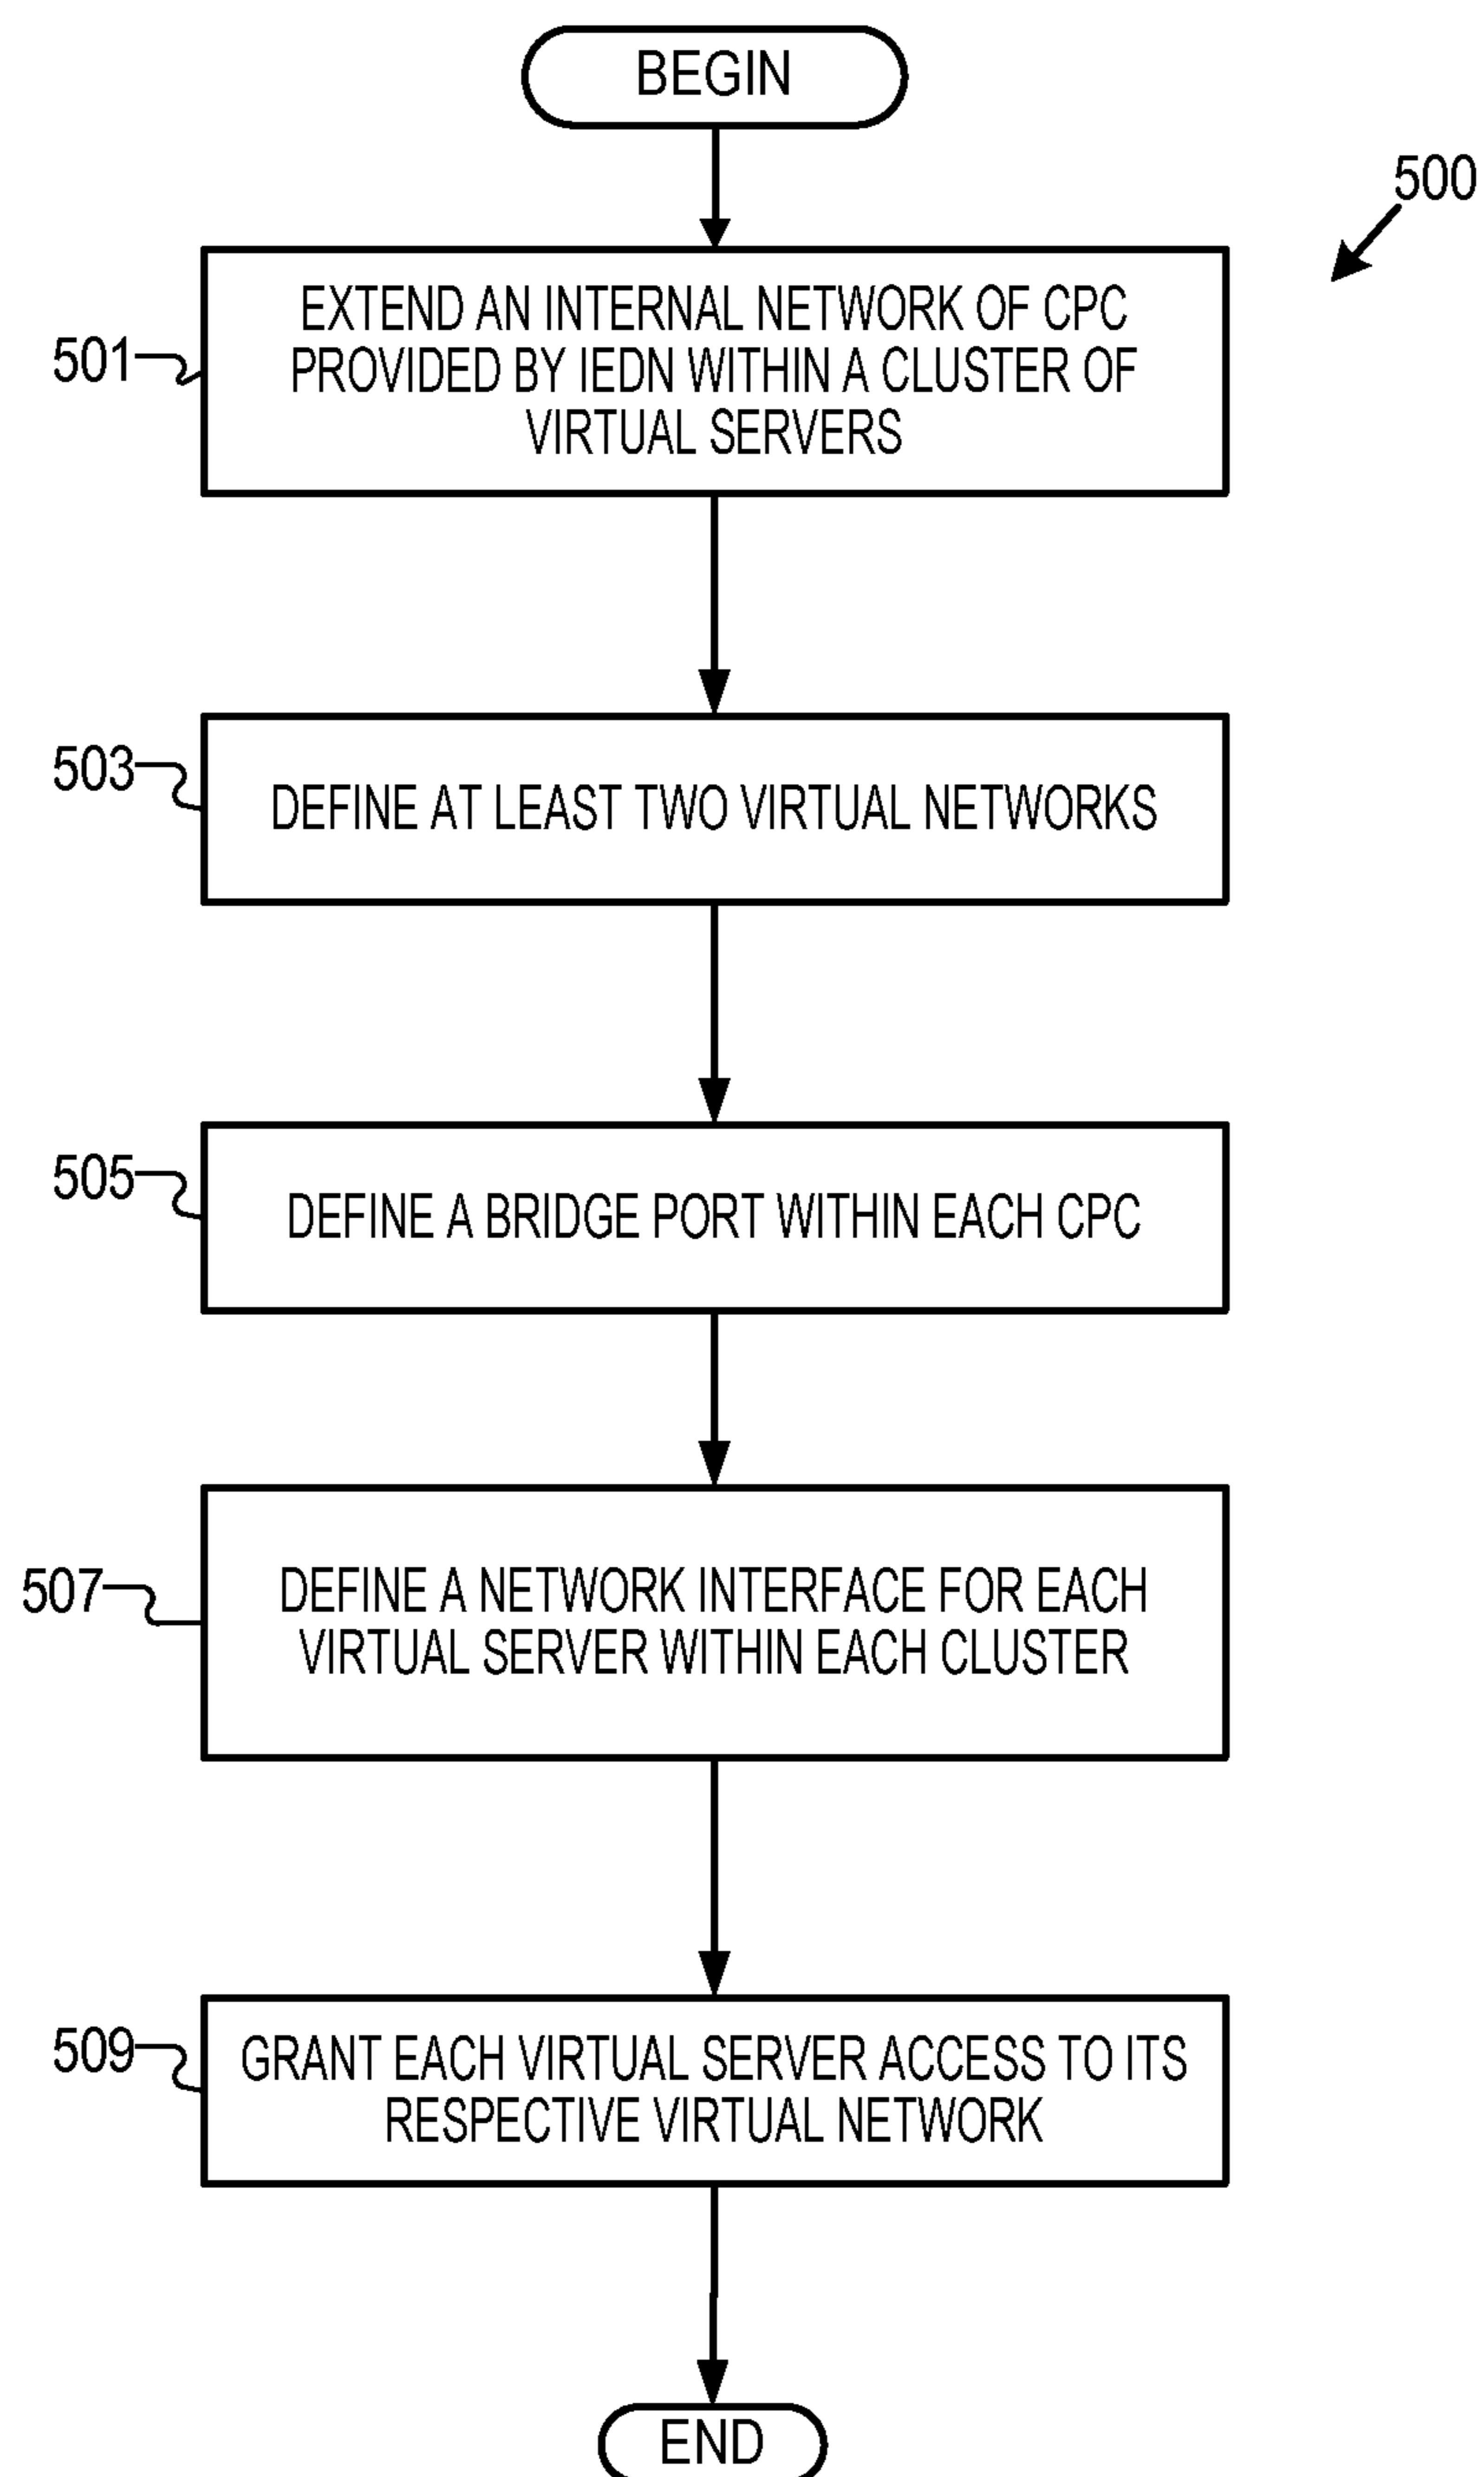 BEGIN
500
501
EXTEND AN INTERNAL NETWORK OF CPC
PROVIDED BY IEDN WITHIN A CLUSTER OF
VIRTUAL SERVERS
503
DEFINE AT LEAST TWO VIRTUAL NETWORKS
505
DEFINE A BRIDGE PORT WITHIN EACH CPC
507
DEFINE A NETWORK INTERFACE FOR EACH
VIRTUAL SERVER WITHIN EACH CLUSTER
509
GRANT EACH VIRTUAL SERVER ACCESS TO ITS
RESPECTIVE VIRTUAL NETWORK
END